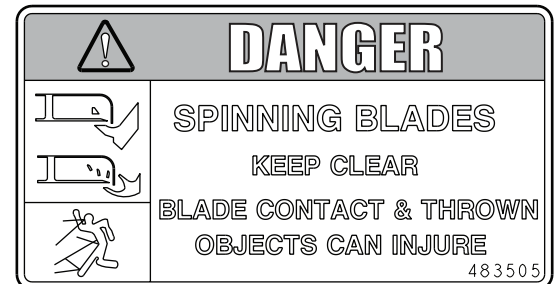 DANGER
SPINNING BLADES
KEEP CLEAR
BLADE CONTACT & THROWN
OBJECTS CAN INJURE
483505